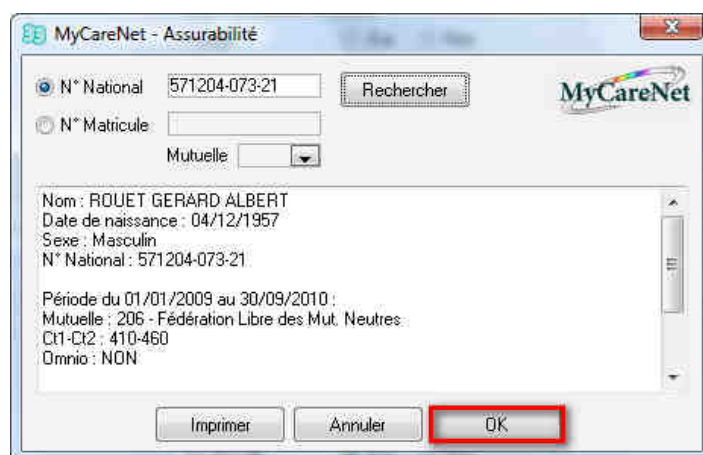 MyCareNet - Assurabilité
N° National 571204-073-21 Rechercher
MyCareNet
N° Matricule
Mutuelle
Nom : ROUET GERARD ALBERT
Date de naissance : 04/12/1957
Sexe : Masculin
N° National : 571204-073-21
Période du 01/01/2009 au 30/09/2010 :
Mutuelle : 206 - Fédération Libre des Mut. Neutres
Ct1-Ct2 : 410-460
Omnio : NON
Imprimer Annuler OK